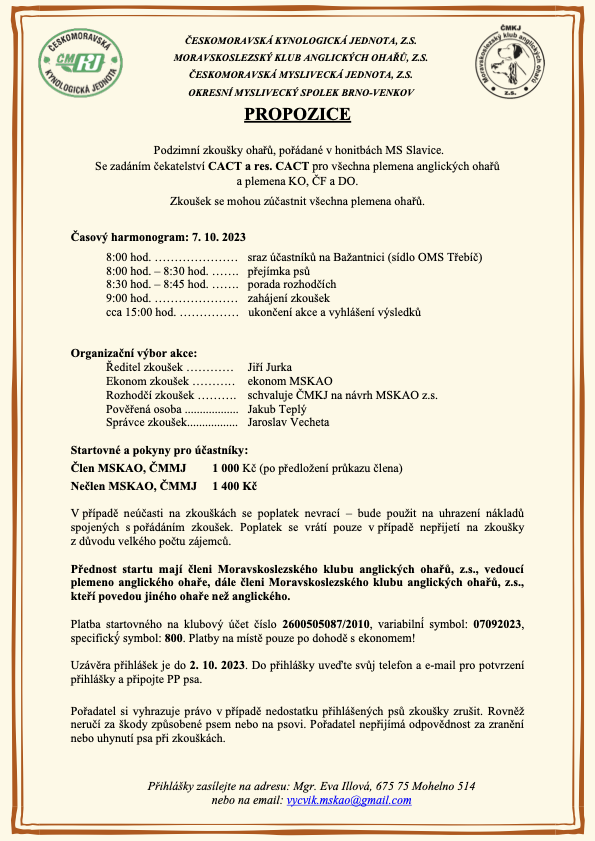 ČESKOMORAVSKÁ KYNOLOGICKÁ JEDNOTA
ČMKJ
ČMKJ
Moravskoslezský klub anglických ohařů
z.s.
ČESKOMORAVSKÁ KYNOLOGICKÁ JEDNOTA, Z.S.
MORAVSKOSLEZSKÝ KLUB ANGLICKÝCH OHAŘŮ, Z.S.
ČESKOMORAVSKÁ MYSLIVECKÁ JEDNOTA, Z.S.
OKRESNÍ MYSLIVECKÝ SPOLEK BRNO-VENKOV
PROPOZICE
Podzimní zkoušky ohařů, pořádané v honitbách MS Slavice.
Se zadáním čekatelství CACT a res. CACT pro všechna plemena anglických ohařů
a plemena KO, ČF a DO.
Zkoušek se mohou zúčastnit všechna plemena ohařů.
Časový harmonogram: 7. 10. 2023
8:00 hod. ………………… sraz účastníků na Bažantnici (sídlo OMS Třebíč)
8:00 hod. – 8:30 hod. ……. přejímka psů
8:30 hod. – 8:45 hod. ……. porada rozhodčích
9:00 hod. ………………… zahájení zkoušek
cca 15:00 hod. …………… ukončení akce a vyhlášení výsledků
Organizační výbor akce:
Ředitel zkoušek ………… Jiří Jurka
Ekonom zkoušek ……….. ekonom MSKAO
Rozhodčí zkoušek ………. schvaluje ČMKJ na návrh MSKAO z.s.
Pověřená osoba .................. Jakub Teplý
Správce zkoušek................. Jaroslav Vecheta
Startovné a pokyny pro účastníky:
Člen MSKAO, ČMMJ 1 000 Kč (po předložení průkazu člena)
Nečlen MSKAO, ČMMJ 1 400 Kč
V případě neúčasti na zkouškách se poplatek nevrací – bude použit na uhrazení nákladů
spojených s pořádáním zkoušek. Poplatek se vrátí pouze v případě nepřijetí na zkoušky
z důvodu velkého počtu zájemců.
Přednost startu mají členi Moravskoslezského klubu anglických ohařů, z.s., vedoucí
plemeno anglického ohaře, dále členi Moravskoslezského klubu anglických ohařů, z.s.,
kteří povedou jiného ohaře než anglického.
Platba startovného na klubový účet číslo 2600505087/2010, variabilní symbol: 07092023,
specifický symbol: 800. Platby na místě pouze po dohodě s ekonomem!
Uzávěra přihlášek je do 2. 10. 2023. Do přihlášky uveďte svůj telefon a e-mail pro potvrzení
přihlášky a připojte PP psa.
Pořadatel si vyhrazuje právo v případě nedostatku přihlášených psů zkoušky zrušit. Rovněž
neručí za škody způsobené psem nebo na psovi. Pořadatel nepřijímá odpovědnost za zranění
nebo uhynutí psa při zkouškách.
Přihlášky zasílejte na adresu: Mgr. Eva Illová, 675 75 Mohelno 514
nebo na email: vycvik.mskao@gmail.com